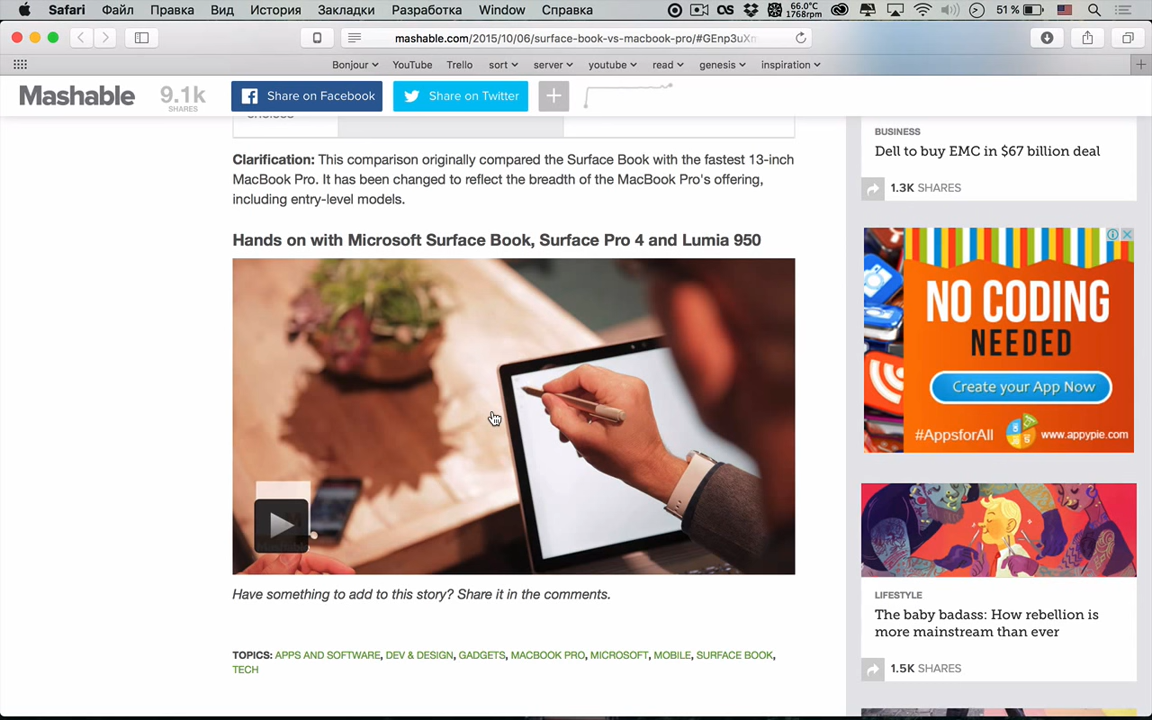 Safari Файл Правка Вид История Закладки Разработка Window Справка 66.0°C 1768rpm 51 %
mashable.com/2015/10/06/surface-book-vs-macbook-pro/#GEnp3uXn
Bonjour YouTube Trello sort server youtube read genesis inspiration
Mashable 9.1k SHARES Share on Facebook Share on Twitter
choices
Clarification: This comparison originally compared the Surface Book with the fastest 13-inch
MacBook Pro. It has been changed to reflect the breadth of the MacBook Pro's offering,
including entry-level models.
Hands on with Microsoft Surface Book, Surface Pro 4 and Lumia 950
Have something to add to this story? Share it in the comments.
TOPICS: APPS AND SOFTWARE, DEV & DESIGN, GADGETS, MACBOOK PRO, MICROSOFT, MOBILE, SURFACE BOOK,
TECH
BUSINESS
Dell to buy EMC in $67 billion deal
1.3K SHARES
NO CODING
NEEDED
Create your App Now
#AppsforAll www.appypie.com
LIFESTYLE
The baby badass: How rebellion is
more mainstream than ever
1.5K SHARES